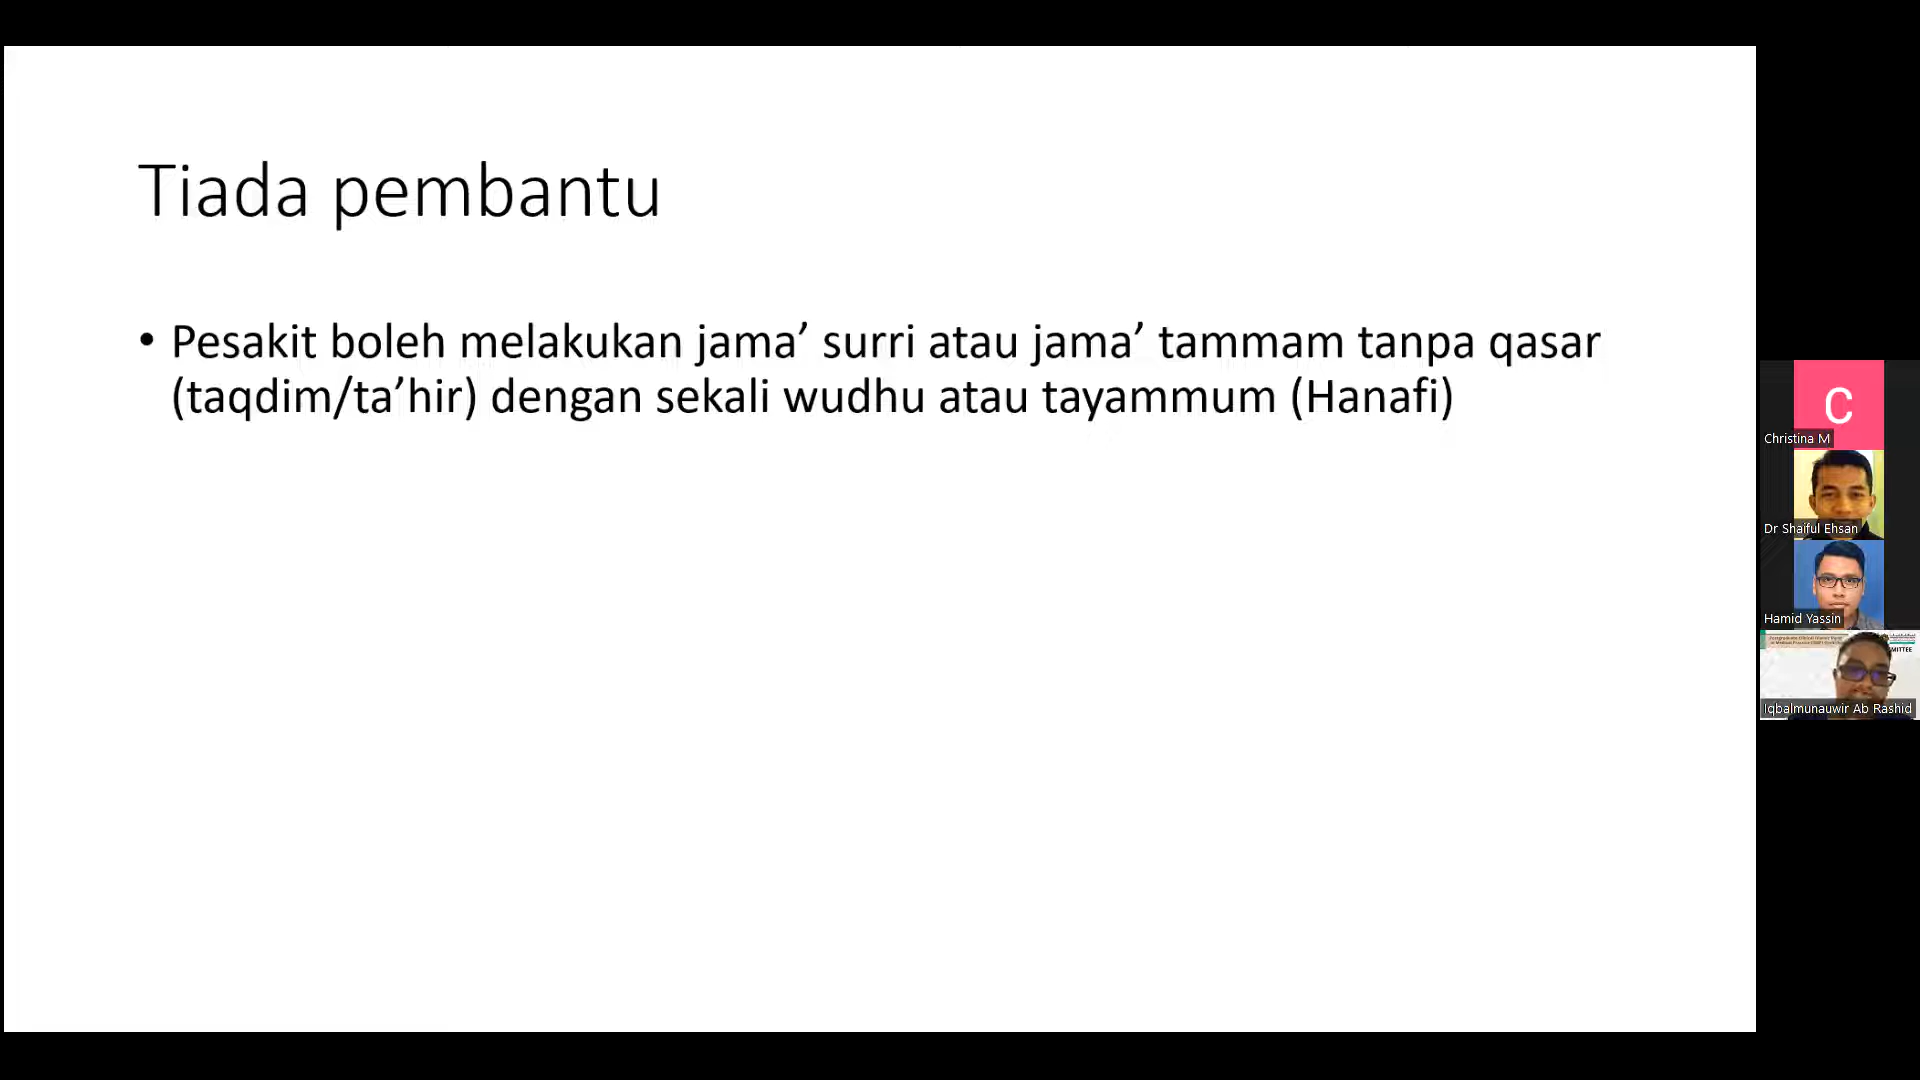 Tiada pembantu
• Pesakit boleh melakukan jama’ surri atau jama’ tammam tanpa qasar
(taqdim/ta’hir) dengan sekali wudhu atau tayammum (Hanafi)
C
Christina M
Dr Shaiful Ehsan
Hamid Yassin
MITTEE
Iqbalmunauwir Ab Rashid